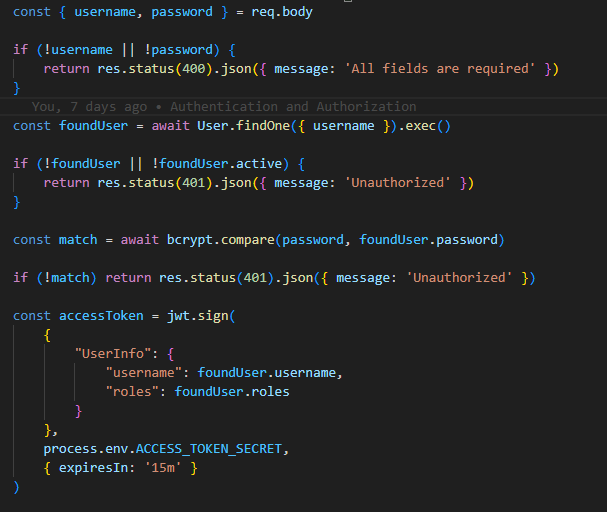 const { username, password } = req.body
if (!username || !password) {
return res.status(400).json({ message: 'All fields are required' })
}
You, 7 days ago • Authentication and Authorization
const foundUser = await User.findOne({ username }).exec()
if (!foundUser || !foundUser.active) {
return res.status(401).json({ message: 'Unauthorized' })
}
const match = await bcrypt.compare(password, foundUser.password)
if (!match) return res.status(401).json({ message: 'Unauthorized' })
const accessToken = jwt.sign(
{
"UserInfo": {
"username": foundUser.username,
"roles": foundUser.roles
}
},
process.env.ACCESS_TOKEN_SECRET,
{ expiresIn: '15m' }
)